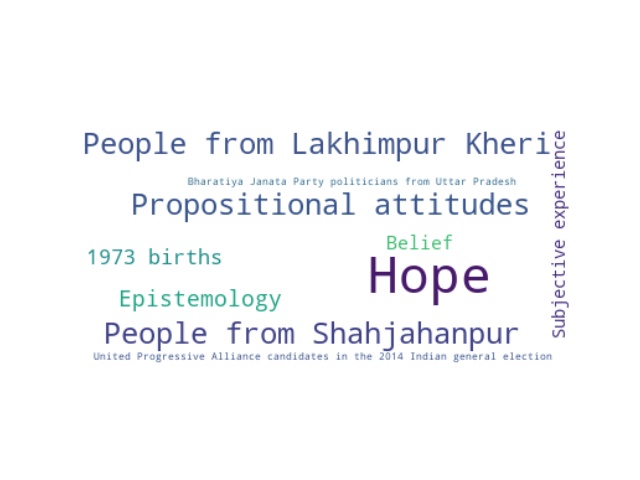 People from Lakhimpur Kheri
Subjective experience
Bharatiya Janata Party politicians from Uttar Pradesh
Propositional attitudes
Belief
1973 births
Hope
Epistemology
People from Shahjahanpur
United Progressive Alliance candidates in the 2014 Indian general election